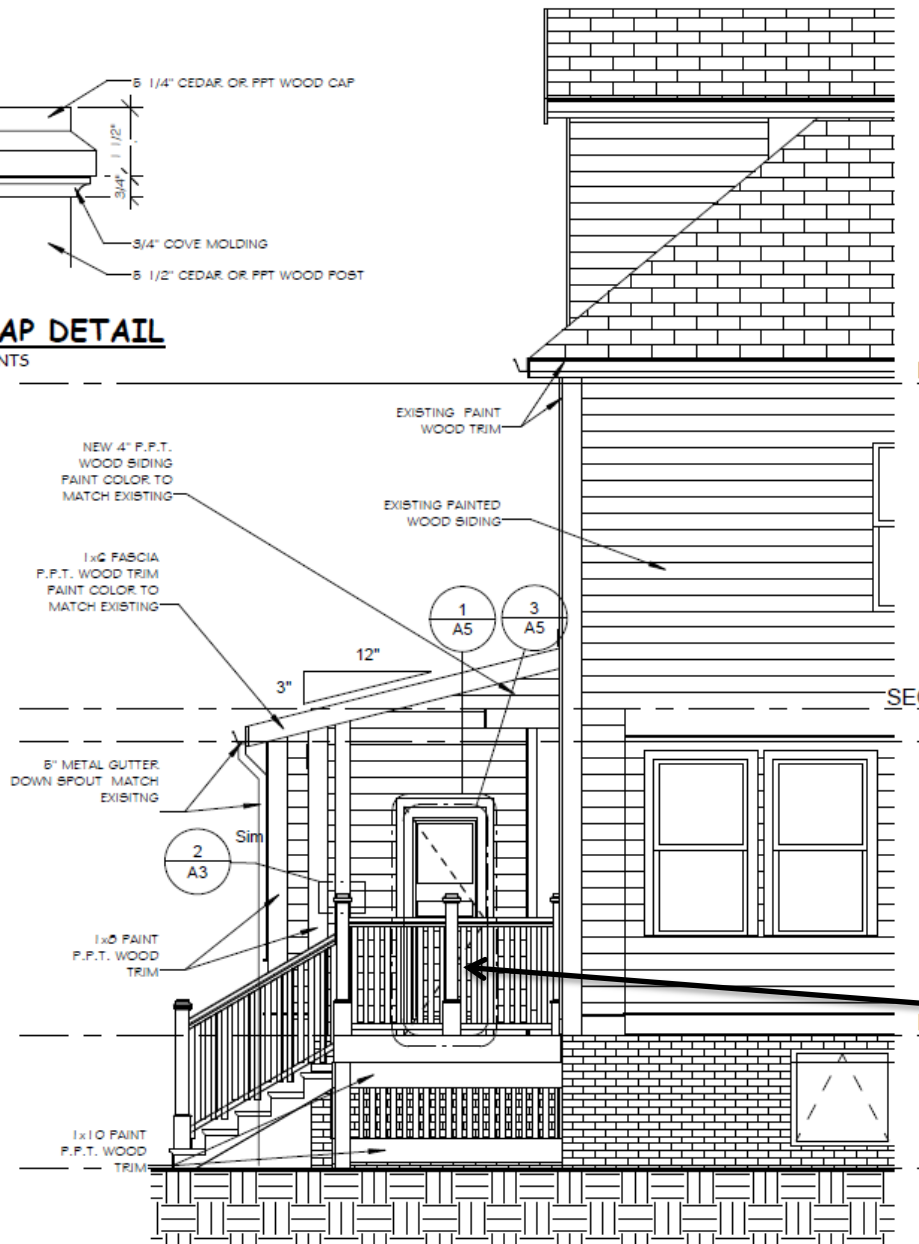 5 1/4" CEDAR OR PPT WOOD CAP
1 1/2"
3/4"
3/4" COVE MOLDING
5 1/2" CEDAR OR PPT WOOD POST
AP DETAIL
NTS
EXISTING PAINT
WOOD TRIM
NEW 4" P.P.T.
WOOD SIDING
PAINT COLOR TO
MATCH EXISTING
EXISTING PAINTED
WOOD SIDING
1x6 FASCIA
P.P.T. WOOD TRIM
PAINT COLOR TO
MATCH EXISTING
1
A5
3
A5
12"
3"
SEC
5" METAL GUTTER
DOWN SPOUT MATCH
EXISITNG
Sim
2
A3
1x8 PAINT
P.P.T. WOOD
TRIM
1x10 PAINT
P.P.T. WOOD
TRIM